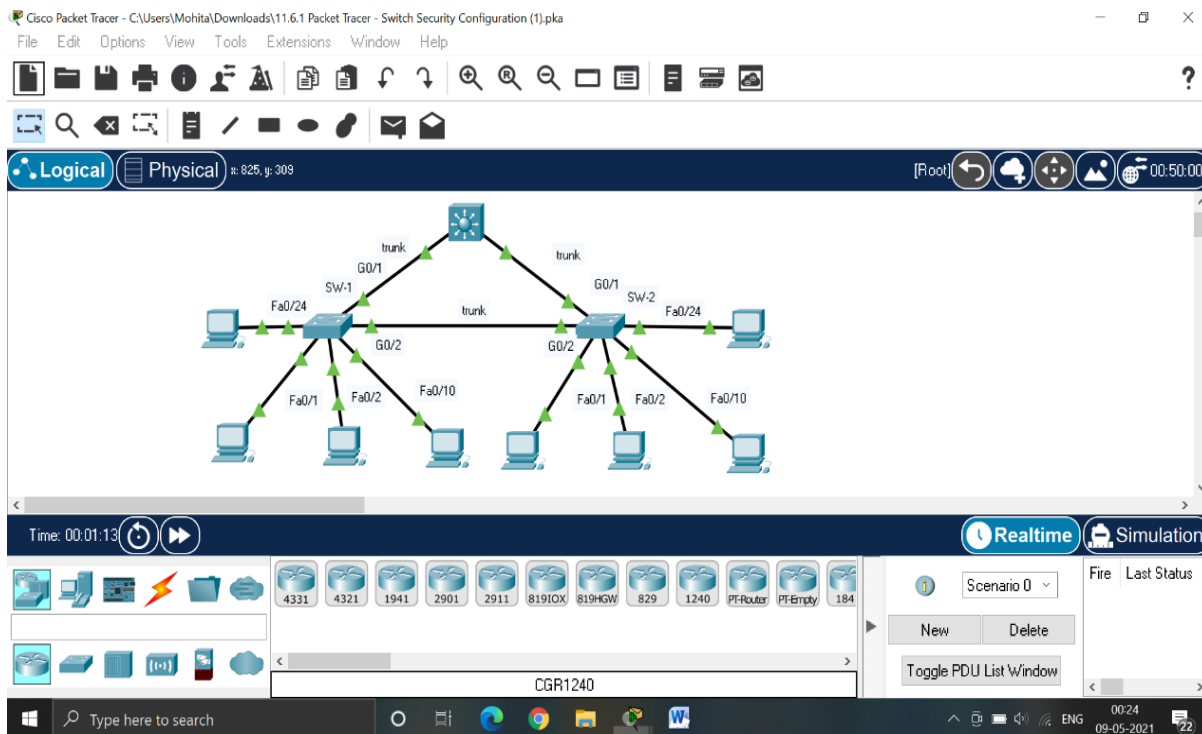 Cisco Packet Tracer - C:\Users\Mohita\Downloads\11.6.1 Packet Tracer - Switch Security Configuration (1).pka
File Edit Options View Tools Extensions Window Help
?
Logical Physical x: 825, y: 309 [Root] 00:50:00
trunk trunk
G0/1 G0/1
SW-1 SW-2
Fa0/24 trunk Fa0/24
G0/2 G0/2
Fa0/1 Fa0/2 Fa0/10 Fa0/1 Fa0/2 Fa0/10
Time: 00:01:13 Realtime Simulation
4331 4321 1941 2901 2911 819IOX 819HGW 829 1240 PT-Router PT-Empty 184
Scenario 0 Fire Last Status
New Delete
Toggle PDU List Window
CGR1240
Type here to search ENG 00:24
09-05-2021 22